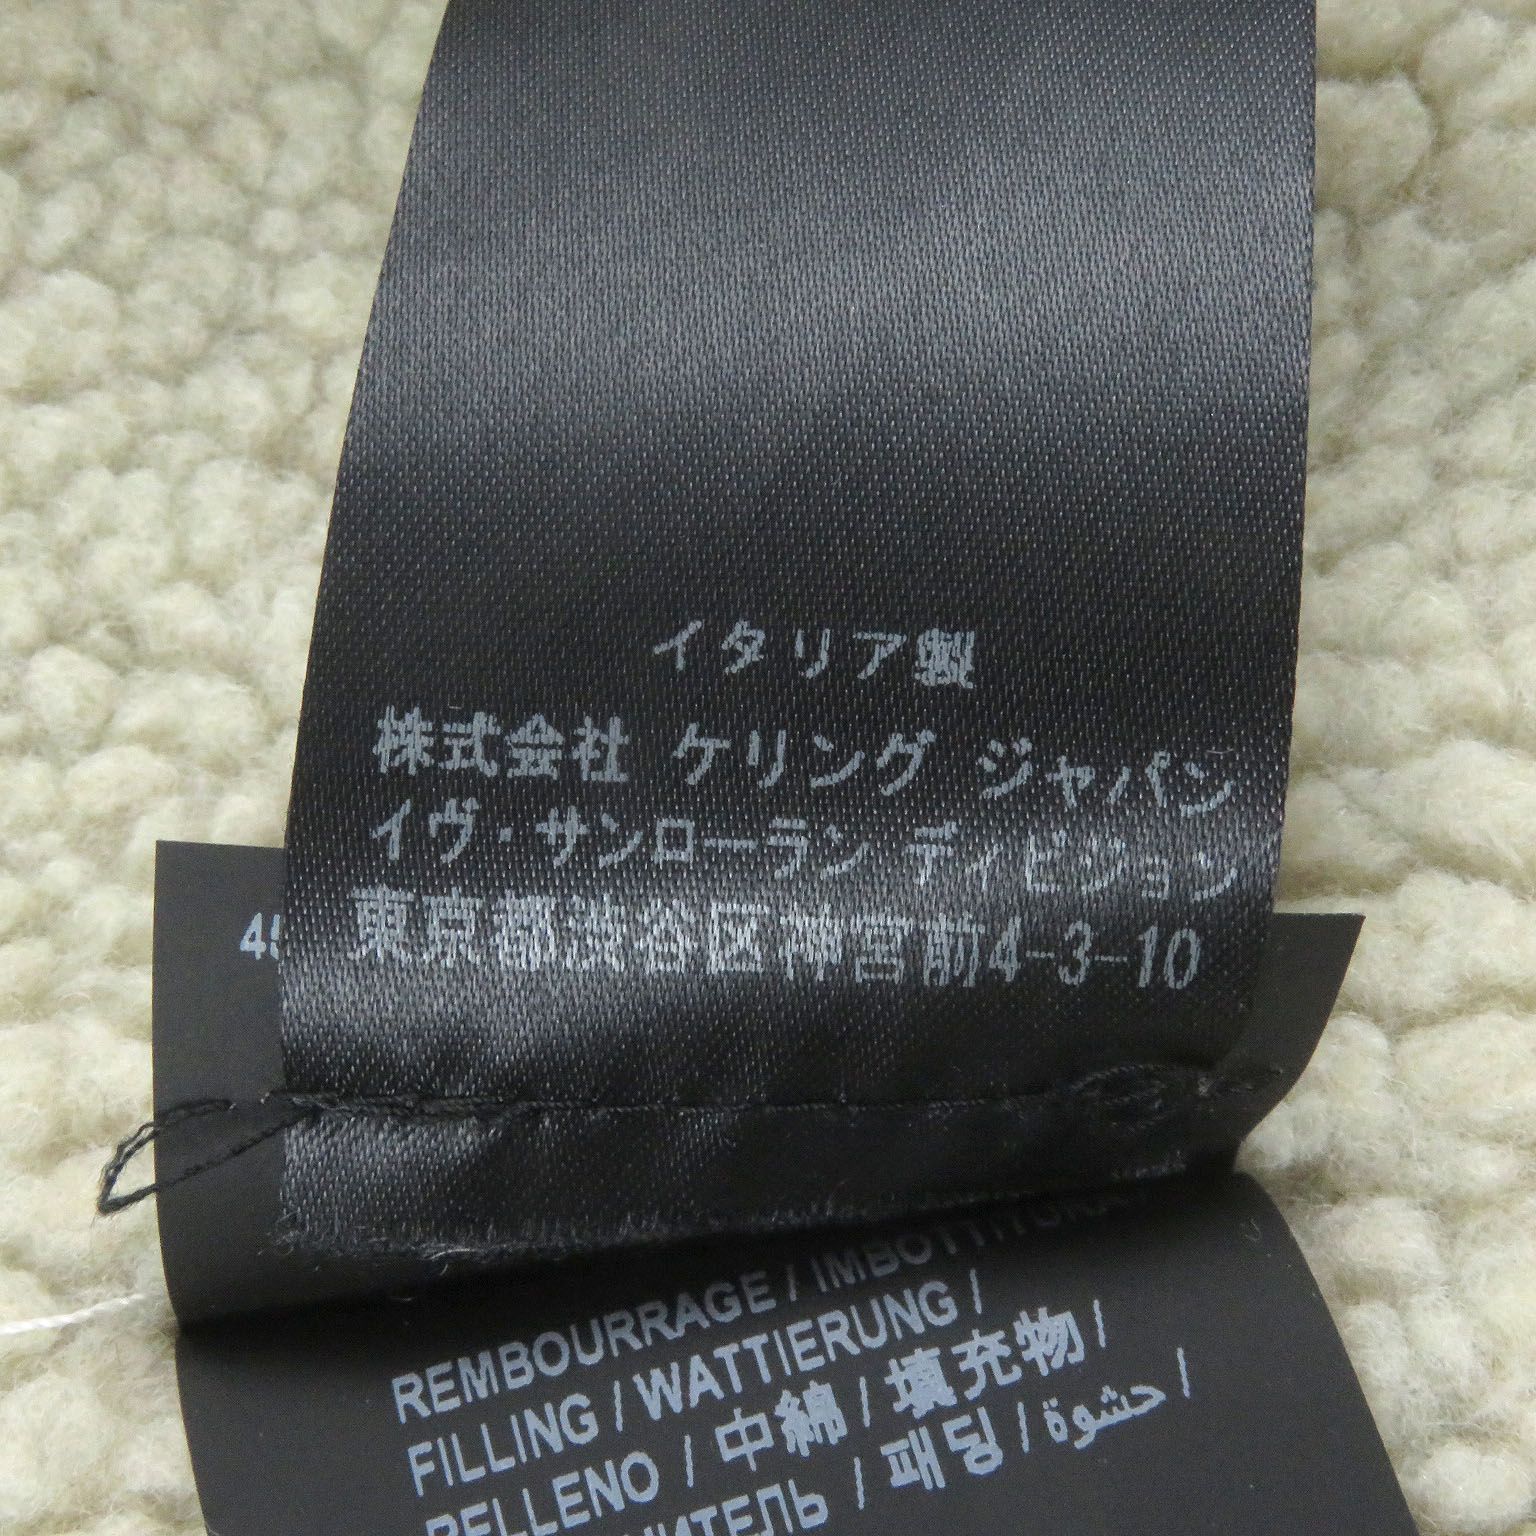 イタリア製
株式会社 ケリング ジャパン
イヴ・サンローラン ディビジョン
東京都渋谷区神宮前4-3-10
REMBOURRAGE /
FILLING / WATTIERUNG /
RELLENO / 中綿 / 填充物 /
/ 패딩 / حشوة /